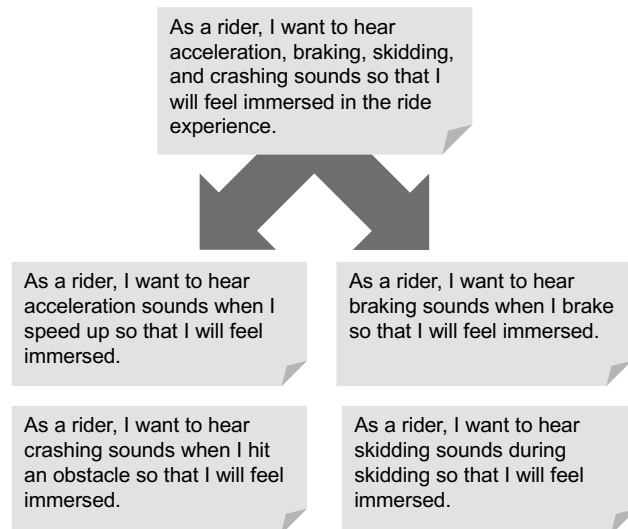 As a rider, I want to hear
acceleration, braking, skidding,
and crashing sounds so that I
will feel immersed in the ride
experience.
As a rider, I want to hear
acceleration sounds when I
speed up so that I will feel
immersed.
As a rider, I want to hear
braking sounds when I brake
so that I will feel immersed.
As a rider, I want to hear
crashing sounds when I hit
an obstacle so that I will feel
immersed.
As a rider, I want to hear
skidding sounds during
skidding so that I will feel
immersed.